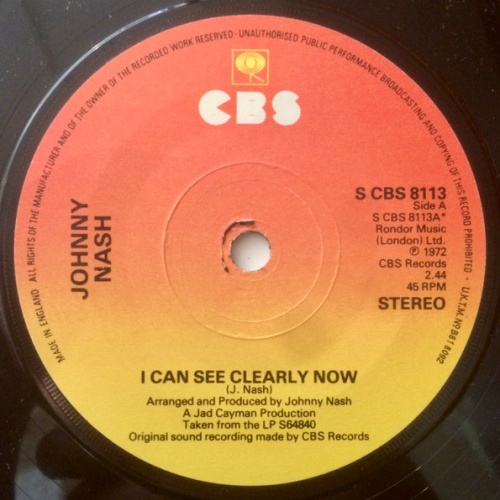 MADE IN ENGLAND ALL RIGHTS OF THE MANUFACTURER AND OF THE OWNER OF THE RECORDED WORK RESERVED · UNAUTHORISED PUBLIC PERFORMANCE BROADCASTING AND COPYING OF THIS RECORD PROHIBITED · U.K.T.M. Nº B618092
CBS
JOHNNY
NASH
S CBS 8113
Side A
S CBS 8113A*
Rondor Music
(London) Ltd.
℗ 1972
CBS Records
2.44
45 RPM
STEREO
I CAN SEE CLEARLY NOW
(J. Nash)
Arranged and Produced by Johnny Nash
A Jad Cayman Production
Taken from the LP S64840
Original sound recording made by CBS Records